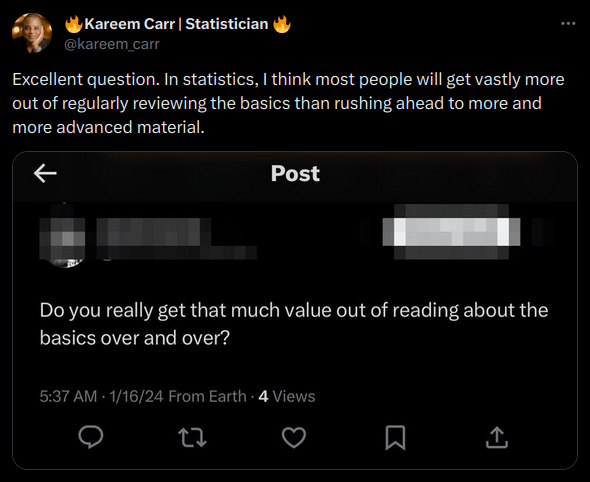 🔥Kareem Carr | Statistician 🔥
@kareem_carr
Excellent question. In statistics, I think most people will get vastly more
out of regularly reviewing the basics than rushing ahead to more and
more advanced material.
Post
Do you really get that much value out of reading about the
basics over and over?
5:37 AM · 1/16/24 From Earth · 4 Views